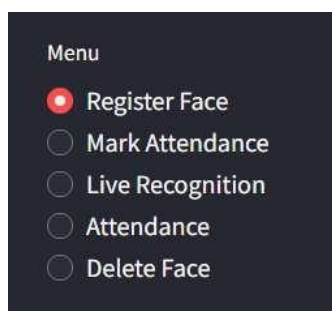 Menu
Register Face
Mark Attendance
Live Recognition
Attendance
Delete Face